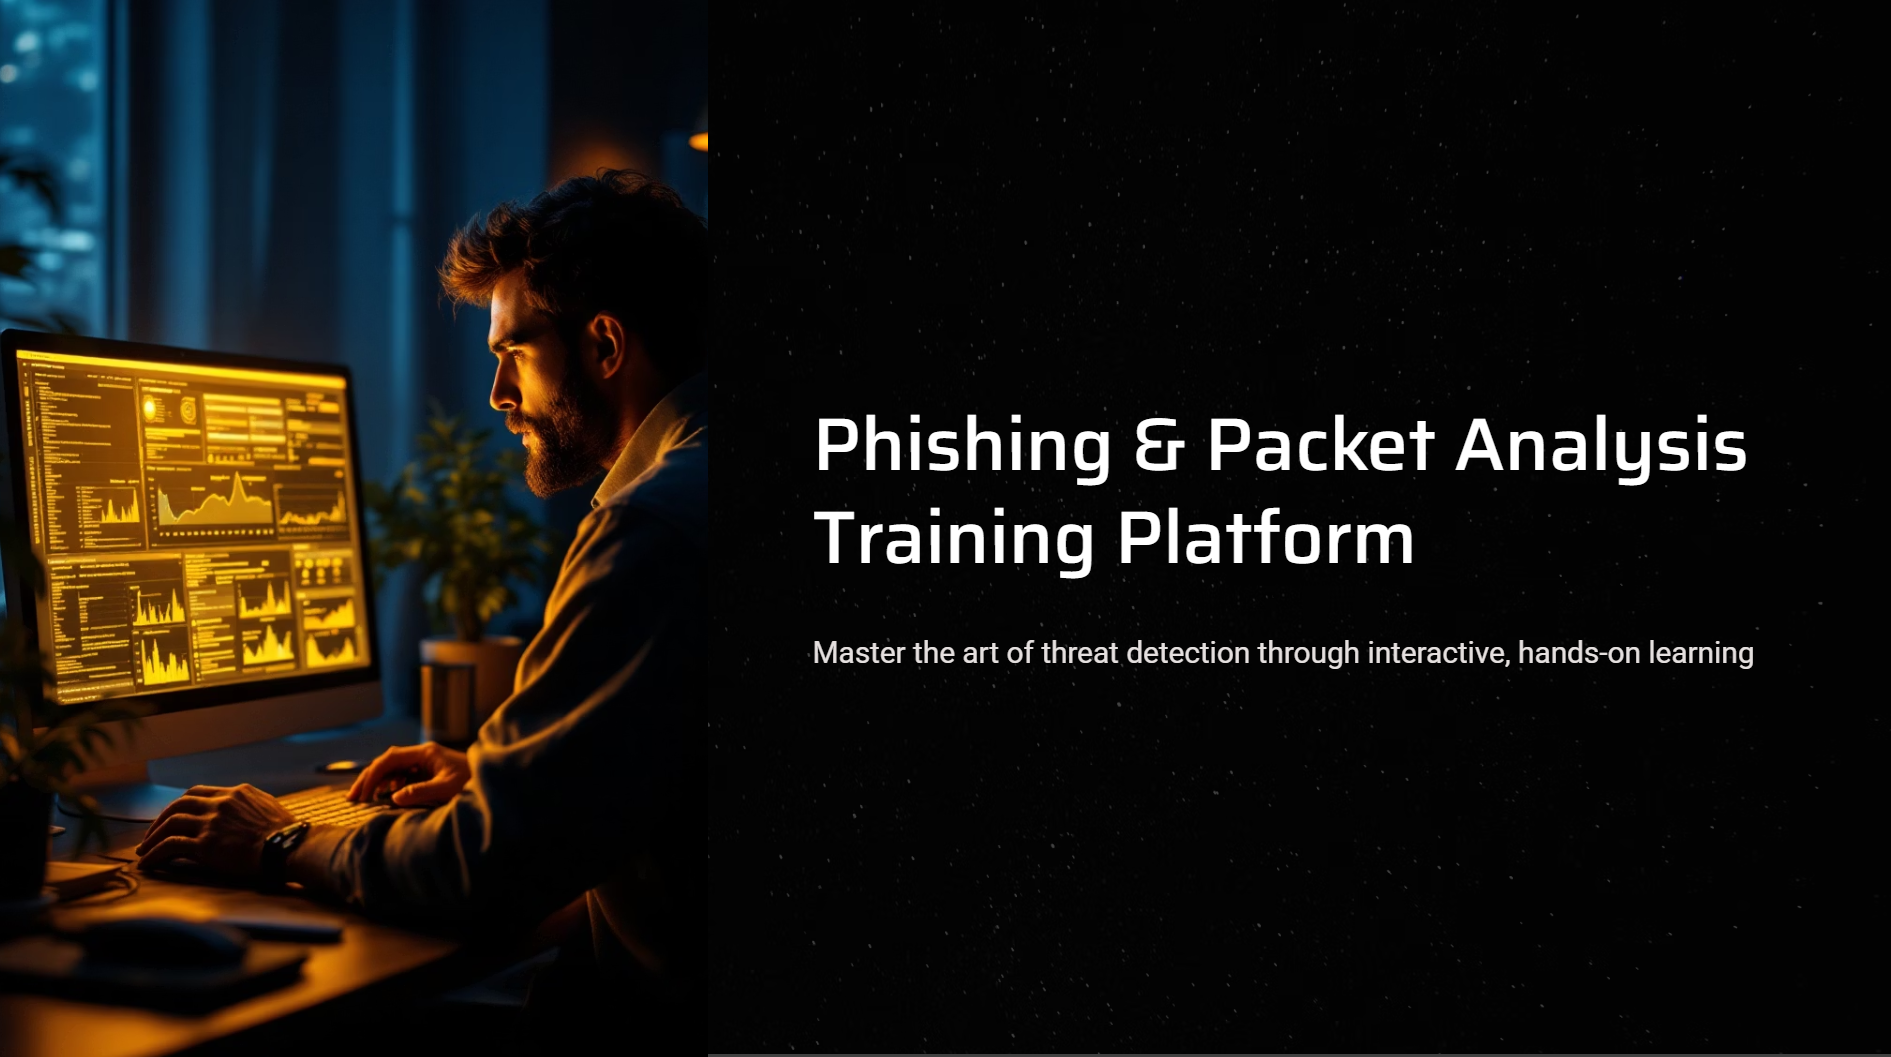 Phishing & Packet Analysis
Training Platform
Master the art of threat detection through interactive, hands-on learning